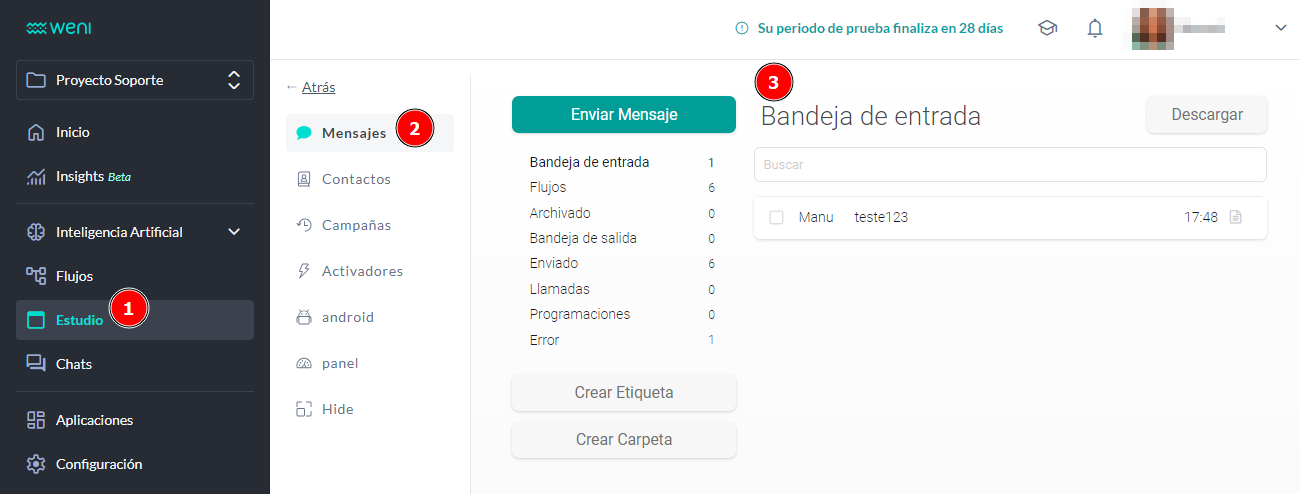 weni
Proyecto Soporte
Inicio
Insights Beta
Inteligencia Artificial
Flujos
Estudio
1
Chats
Aplicaciones
Configuración
Su periodo de prueba finaliza en 28 días
← Atrás
Mensajes
2
Contactos
Campañas
Activadores
android
panel
Hide
Enviar Mensaje
Bandeja de entrada 1
Flujos 6
Archivado 0
Bandeja de salida 0
Enviado 6
Llamadas 0
Programaciones 0
Error 1
Crear Etiqueta
Crear Carpeta
3
Bandeja de entrada
Descargar
Buscar
Manu teste123 17:48